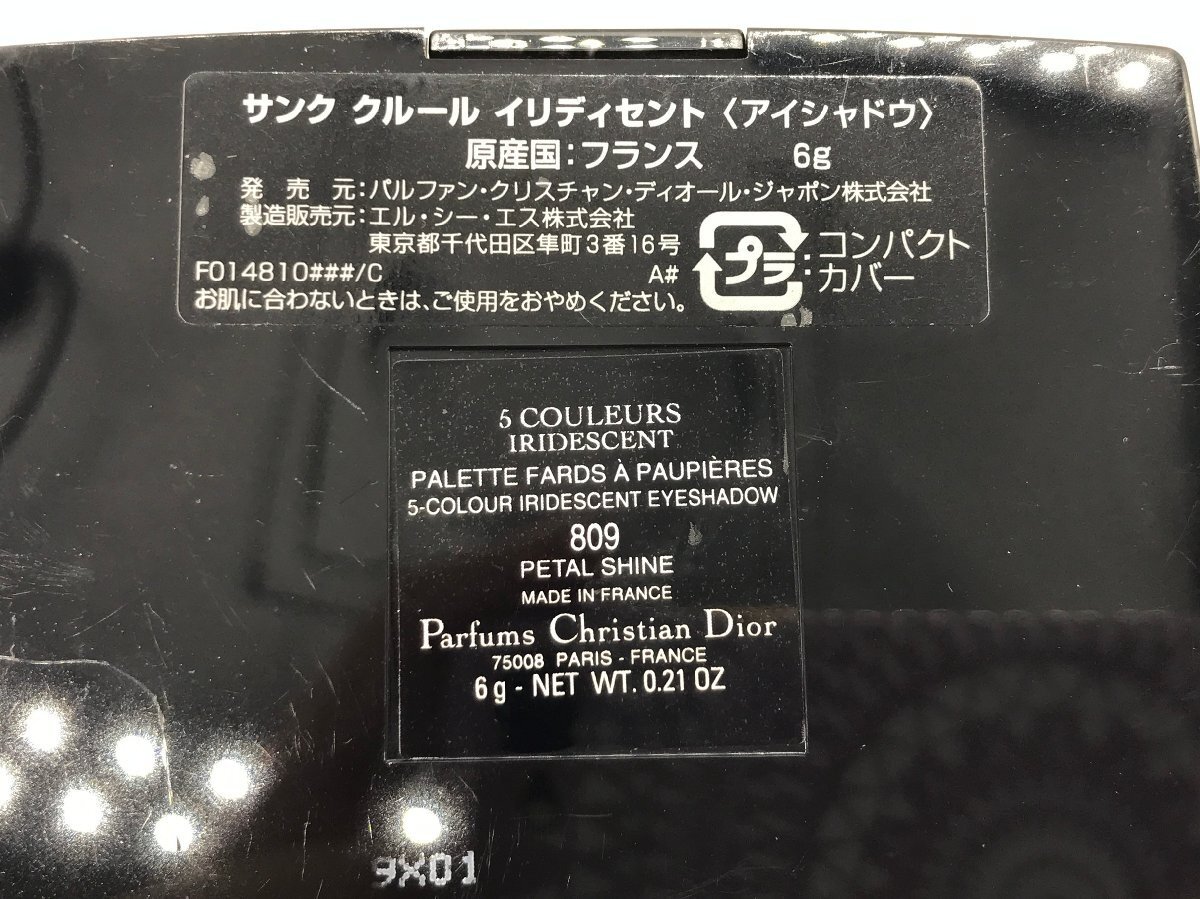 サンク クルール イリディセント〈アイシャドウ〉
原産国:フランス 6g
発売元:パルファン・クリスチャン・ディオール・ジャポン株式会社
製造販売元:エル・シー・エス株式会社
東京都千代田区隼町3番16号
F014810###/C A#
お肌に合わないときは、ご使用をおやめください。
プラ:コンパクト
カバー
5 COULEURS
IRIDESCENT
PALETTE FARDS À PAUPIÈRES
5-COLOUR IRIDESCENT EYESHADOW
809
PETAL SHINE
MADE IN FRANCE
Parfums Christian Dior
75008 PARIS - FRANCE
6 g - NET WT. 0.21 OZ
9X01